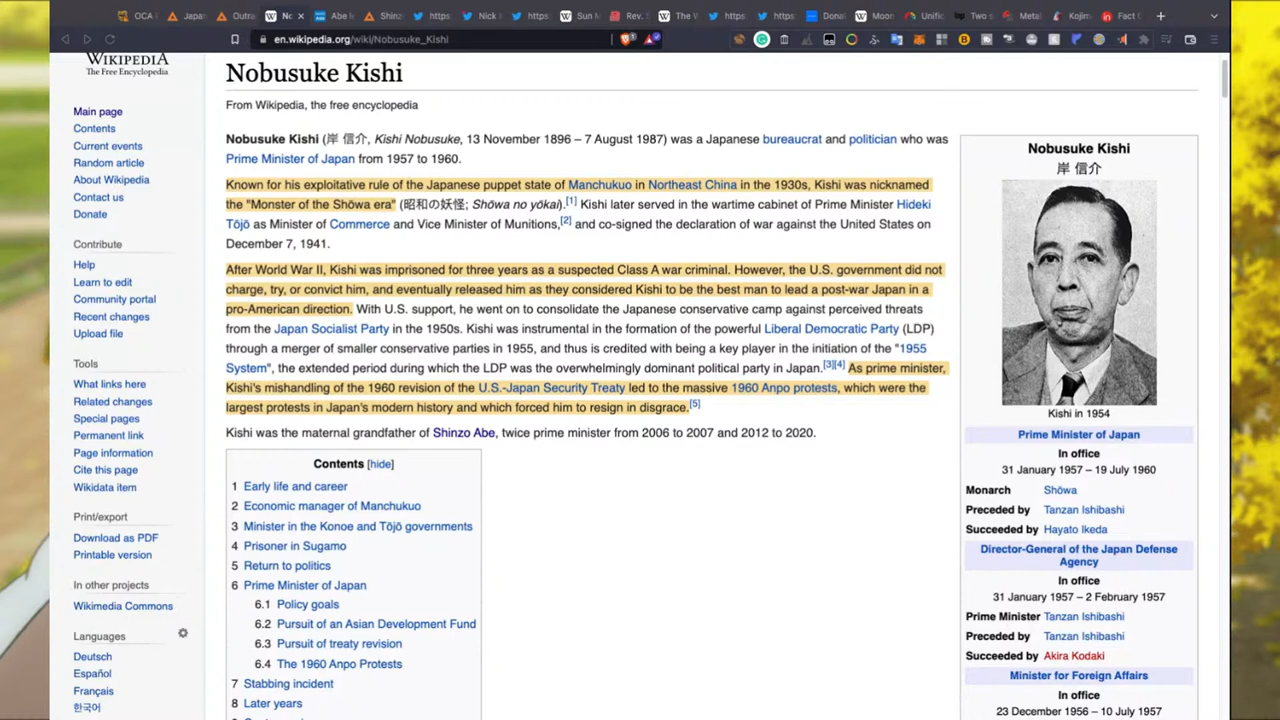 OCA
Japan
Outra
Abe l
Shinz
https:
Nick
https:
Sun M
Rev. S
The V
https:
https:
Donal
Moon
Unific
Two s
Metal
Kojim
Fact C
en.wikipedia.org/wiki/Nobusuke_Kishi
WIKIPEDIA
The Free Encyclopedia
Main page
Contents
Current events
Random article
About Wikipedia
Contact us
Donate
Contribute
Help
Learn to edit
Community portal
Recent changes
Upload file
Tools
What links here
Related changes
Special pages
Permanent link
Page information
Cite this page
Wikidata item
Print/export
Download as PDF
Printable version
In other projects
Wikimedia Commons
Languages
Deutsch
Español
Français
한국어
Nobusuke Kishi
From Wikipedia, the free encyclopedia
Nobusuke Kishi (岸 信介, Kishi Nobusuke, 13 November 1896 – 7 August 1987) was a Japanese bureaucrat and politician who was
Prime Minister of Japan from 1957 to 1960.
Known for his exploitative rule of the Japanese puppet state of Manchukuo in Northeast China in the 1930s, Kishi was nicknamed
the "Monster of the Shōwa era" (昭和の妖怪; Shōwa no yōkai).[1] Kishi later served in the wartime cabinet of Prime Minister Hideki
Tōjō as Minister of Commerce and Vice Minister of Munitions,[2] and co-signed the declaration of war against the United States on
December 7, 1941.
After World War II, Kishi was imprisoned for three years as a suspected Class A war criminal. However, the U.S. government did not
charge, try, or convict him, and eventually released him as they considered Kishi to be the best man to lead a post-war Japan in a
pro-American direction. With U.S. support, he went on to consolidate the Japanese conservative camp against perceived threats
from the Japan Socialist Party in the 1950s. Kishi was instrumental in the formation of the powerful Liberal Democratic Party (LDP)
through a merger of smaller conservative parties in 1955, and thus is credited with being a key player in the initiation of the "1955
System", the extended period during which the LDP was the overwhelmingly dominant political party in Japan.[3][4] As prime minister,
Kishi's mishandling of the 1960 revision of the U.S.-Japan Security Treaty led to the massive 1960 Anpo protests, which were the
largest protests in Japan's modern history and which forced him to resign in disgrace.[5]
Kishi was the maternal grandfather of Shinzo Abe, twice prime minister from 2006 to 2007 and 2012 to 2020.
Contents [hide]
1 Early life and career
2 Economic manager of Manchukuo
3 Minister in the Konoe and Tōjō governments
4 Prisoner in Sugamo
5 Return to politics
6 Prime Minister of Japan
6.1 Policy goals
6.2 Pursuit of an Asian Development Fund
6.3 Pursuit of treaty revision
6.4 The 1960 Anpo Protests
7 Stabbing incident
8 Later years
Nobusuke Kishi
岸 信介
Kishi in 1954
Prime Minister of Japan
In office
31 January 1957 – 19 July 1960
Monarch Shōwa
Preceded by Tanzan Ishibashi
Succeeded by Hayato Ikeda
Director-General of the Japan Defense
Agency
In office
31 January 1957 – 2 February 1957
Prime Minister Tanzan Ishibashi
Preceded by Tanzan Ishibashi
Succeeded by Akira Kodaki
Minister for Foreign Affairs
In office
23 December 1956 – 10 July 1957